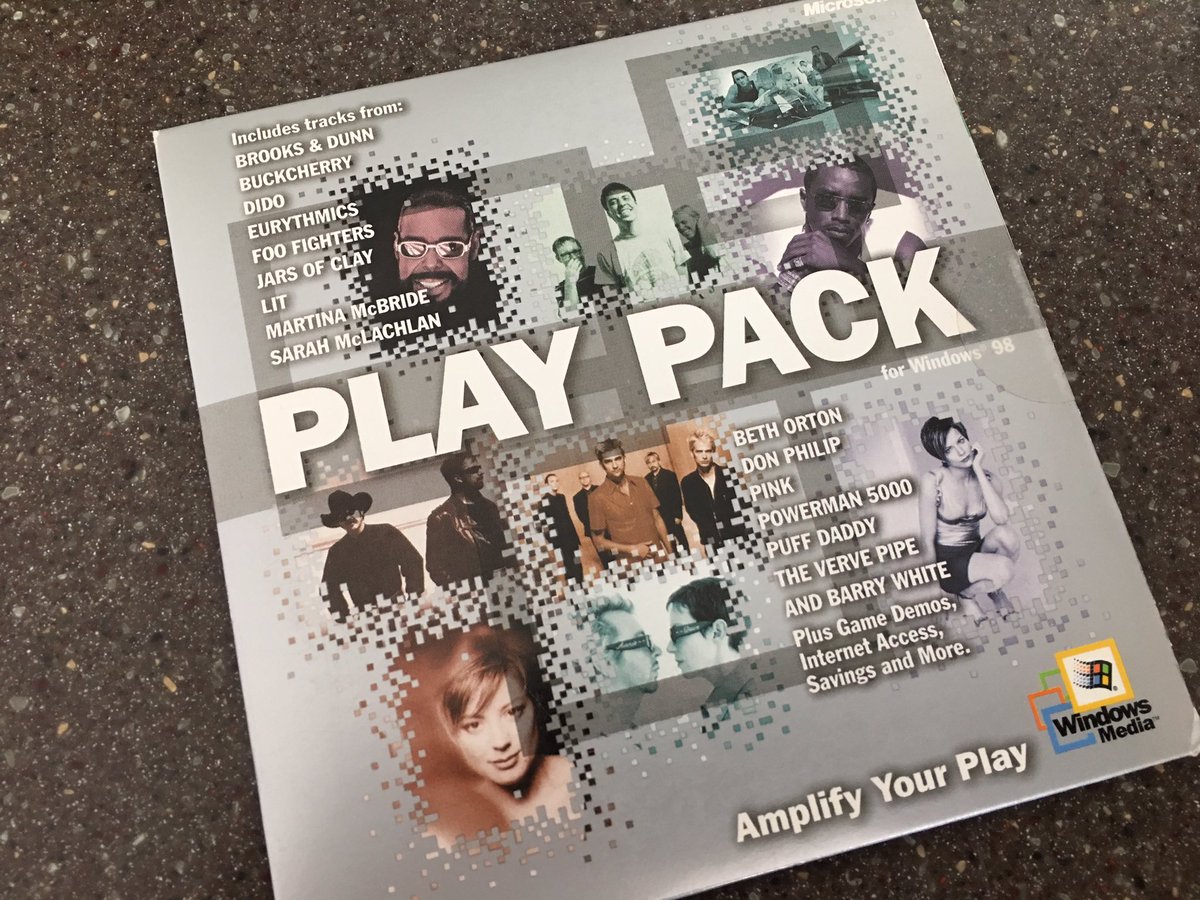 Microsoft
Includes tracks from:
BROOKS & DUNN
BUCKCHERRY
DIDO
EURYTHMICS
FOO FIGHTERS
JARS OF CLAY
LIT
MARTINA McBRIDE
SARAH McLACHLAN
PLAY PACK
for Windows® 98
BETH ORTON
DON PHILIP
PINK
POWERMAN 5000
PUFF DADDY
THE VERVE PIPE
AND BARRY WHITE
Plus Game Demos,
Internet Access,
Savings and More.
Windows
Media™
Amplify Your Play